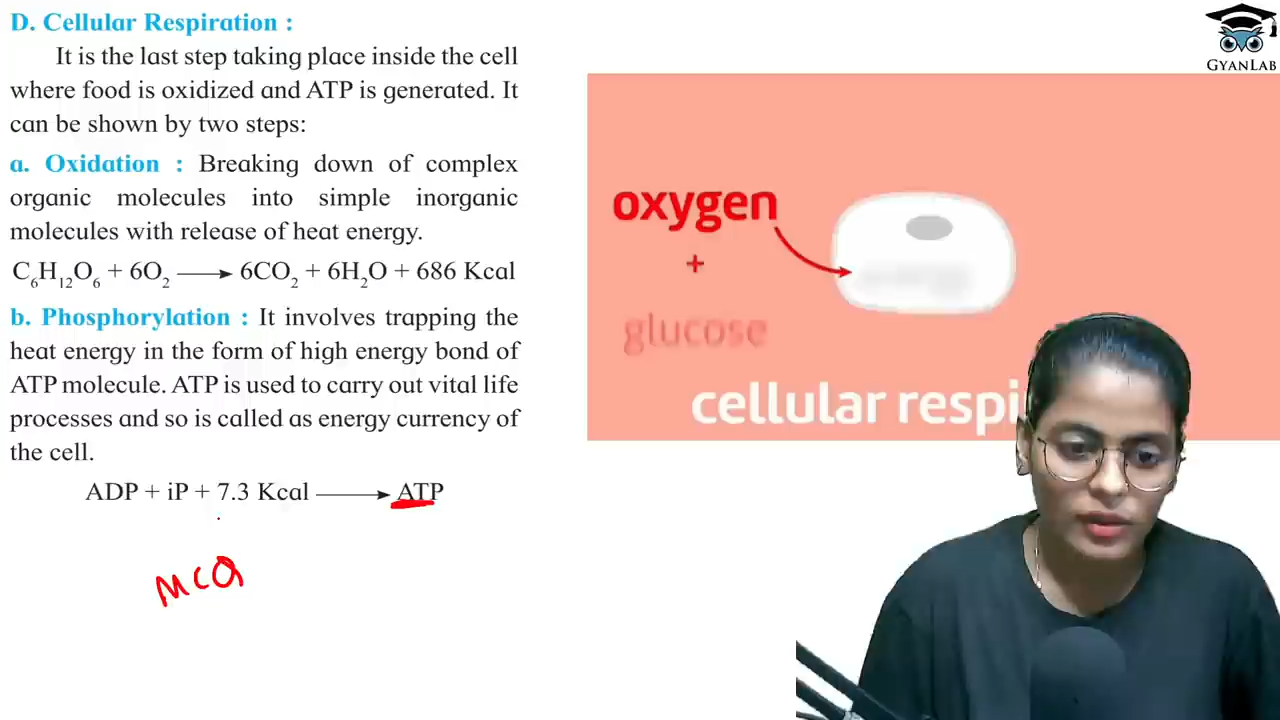 D. Cellular Respiration :
It is the last step taking place inside the cell
where food is oxidized and ATP is generated. It
can be shown by two steps:
a. Oxidation : Breaking down of complex
organic molecules into simple inorganic
molecules with release of heat energy.
C₆H₁₂O₆ + 6O₂ ⟶ 6CO₂ + 6H₂O + 686 Kcal
b. Phosphorylation : It involves trapping the
heat energy in the form of high energy bond of
ATP molecule. ATP is used to carry out vital life
processes and so is called as energy currency of
the cell.
ADP + iP + 7.3 Kcal ⟶ ATP
MCQ
GYANLAB
oxygen
+
glucose
cellular respi